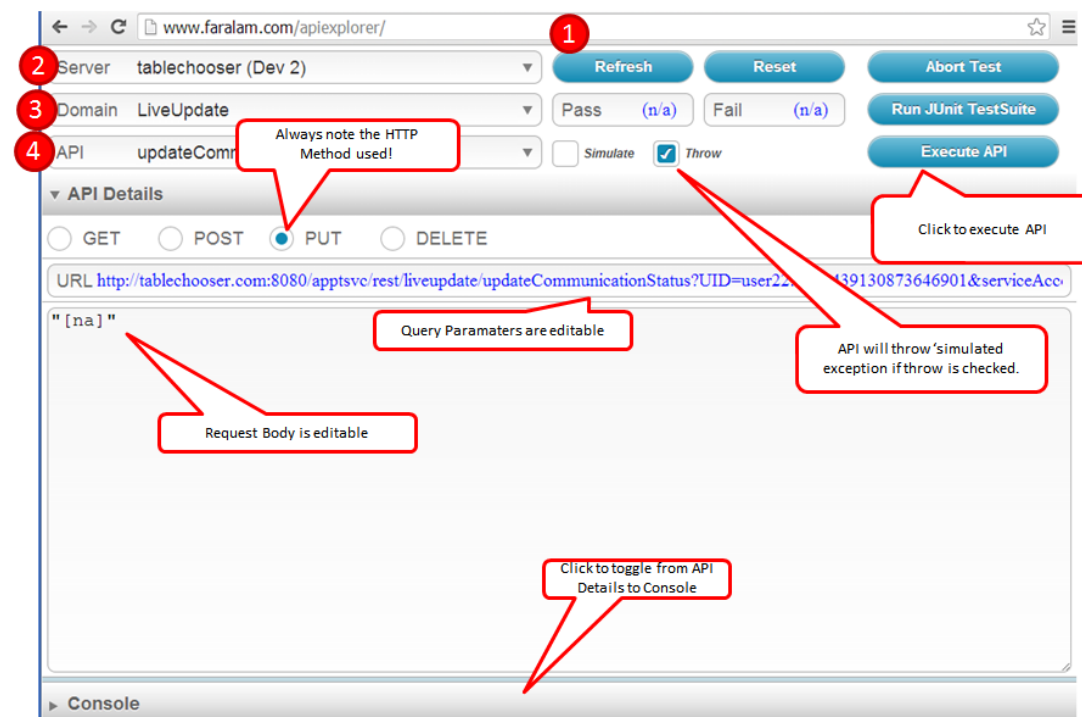 www.faralam.com/apiexplorer/
1
2 Server tablechooser (Dev 2) Refresh Reset Abort Test
3 Domain LiveUpdate Pass (n/a) Fail (n/a) Run JUnit TestSuite
Always note the HTTP
Method used!
4 API Simulate Throw Execute API
API Details
Click to execute API
GET POST PUT DELETE
URL http://tablechooser.com:8080/apptsvc/rest/liveupdate/updateCommunicationStatus?UID=
"[na]"
Query Paramaters are editable
API will throw 'simulated
exception if throw is checked.
Request Body is editable
Click to toggle from API
Details to Console
Console